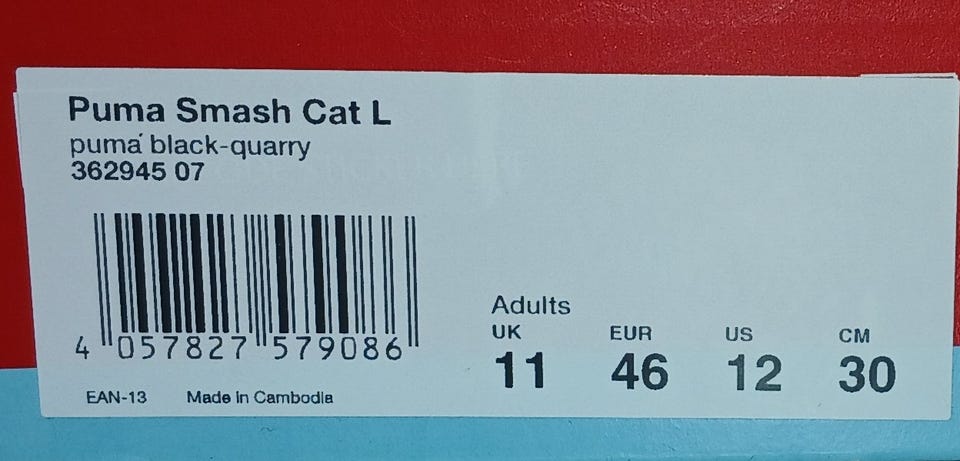 Puma Smash Cat L
puma black-quarry
362945 07
4 057827 579086
EAN-13 Made in Cambodia
Adults
UK EUR US CM
11 46 12 30